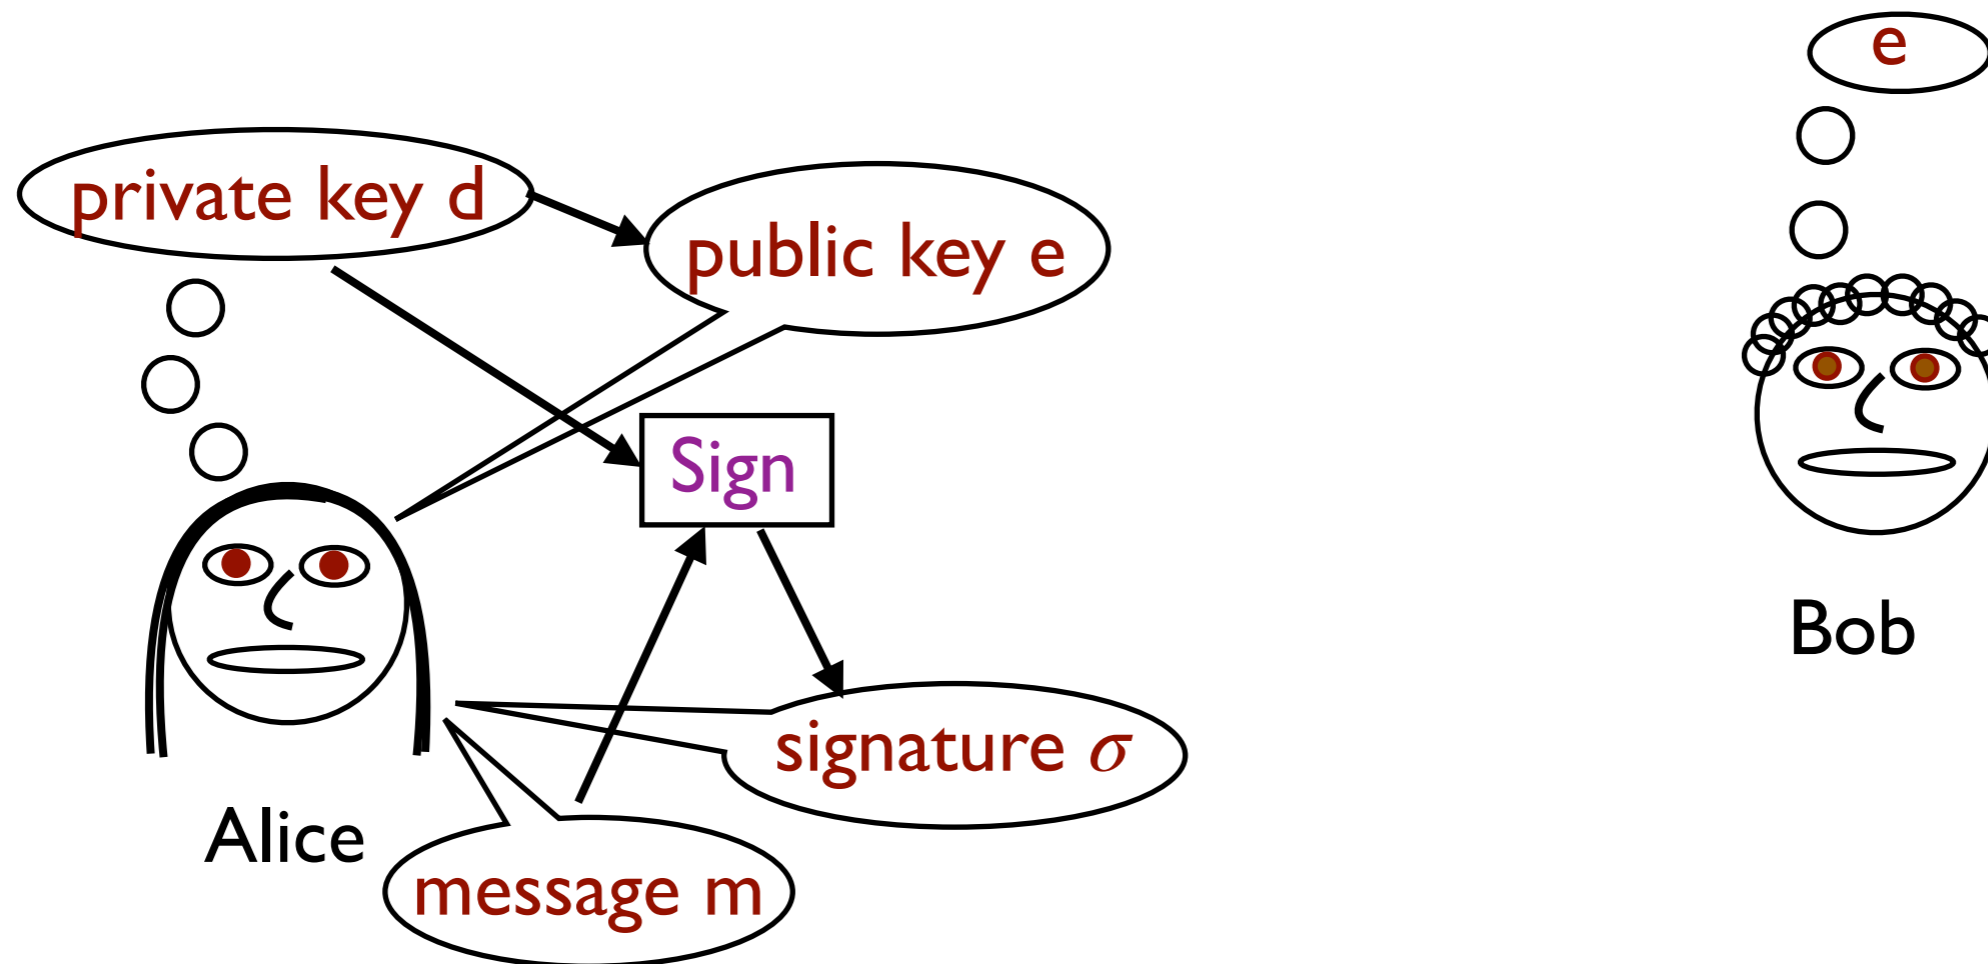 e
private key d
public key e
Sign
Bob
signature σ
Alice
message m